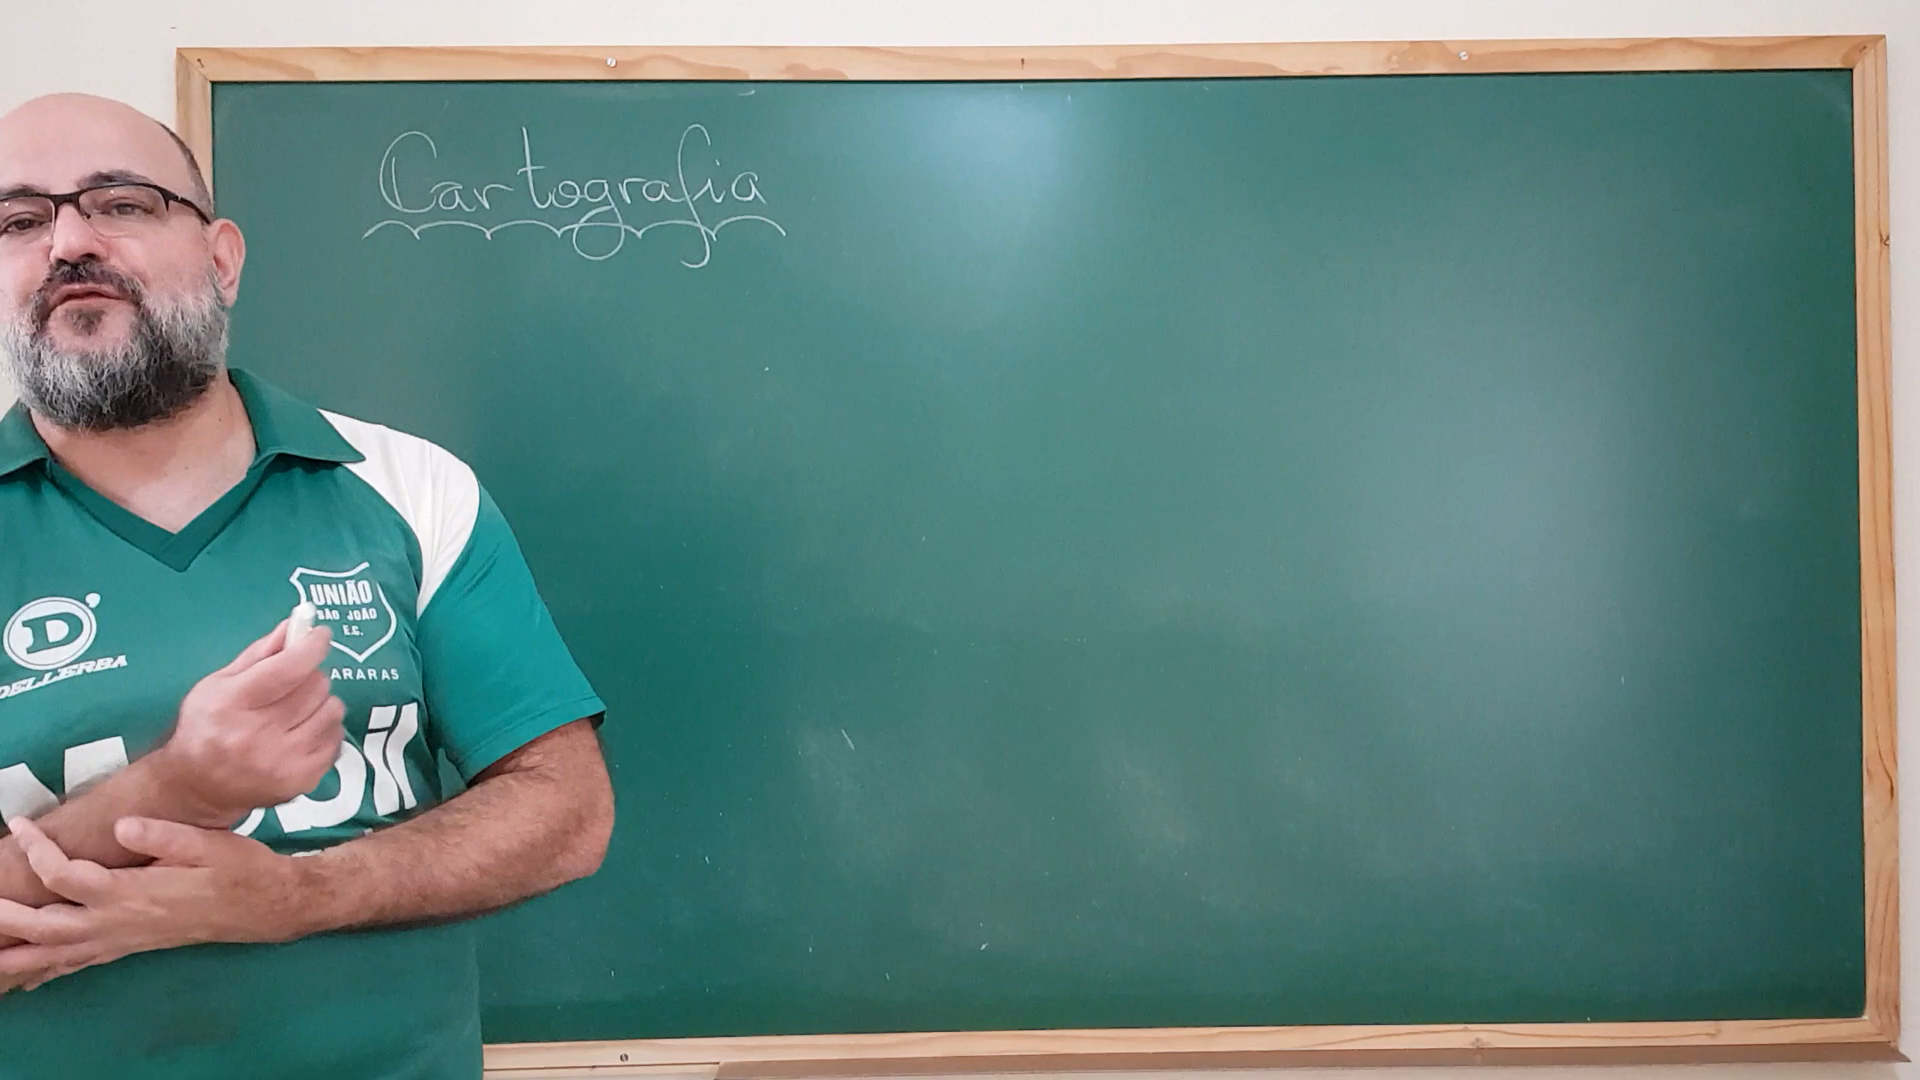 Cartografia
UNIÃO
SÃO JOÃO
E.C.
ARARAS
D'
DELLERBA